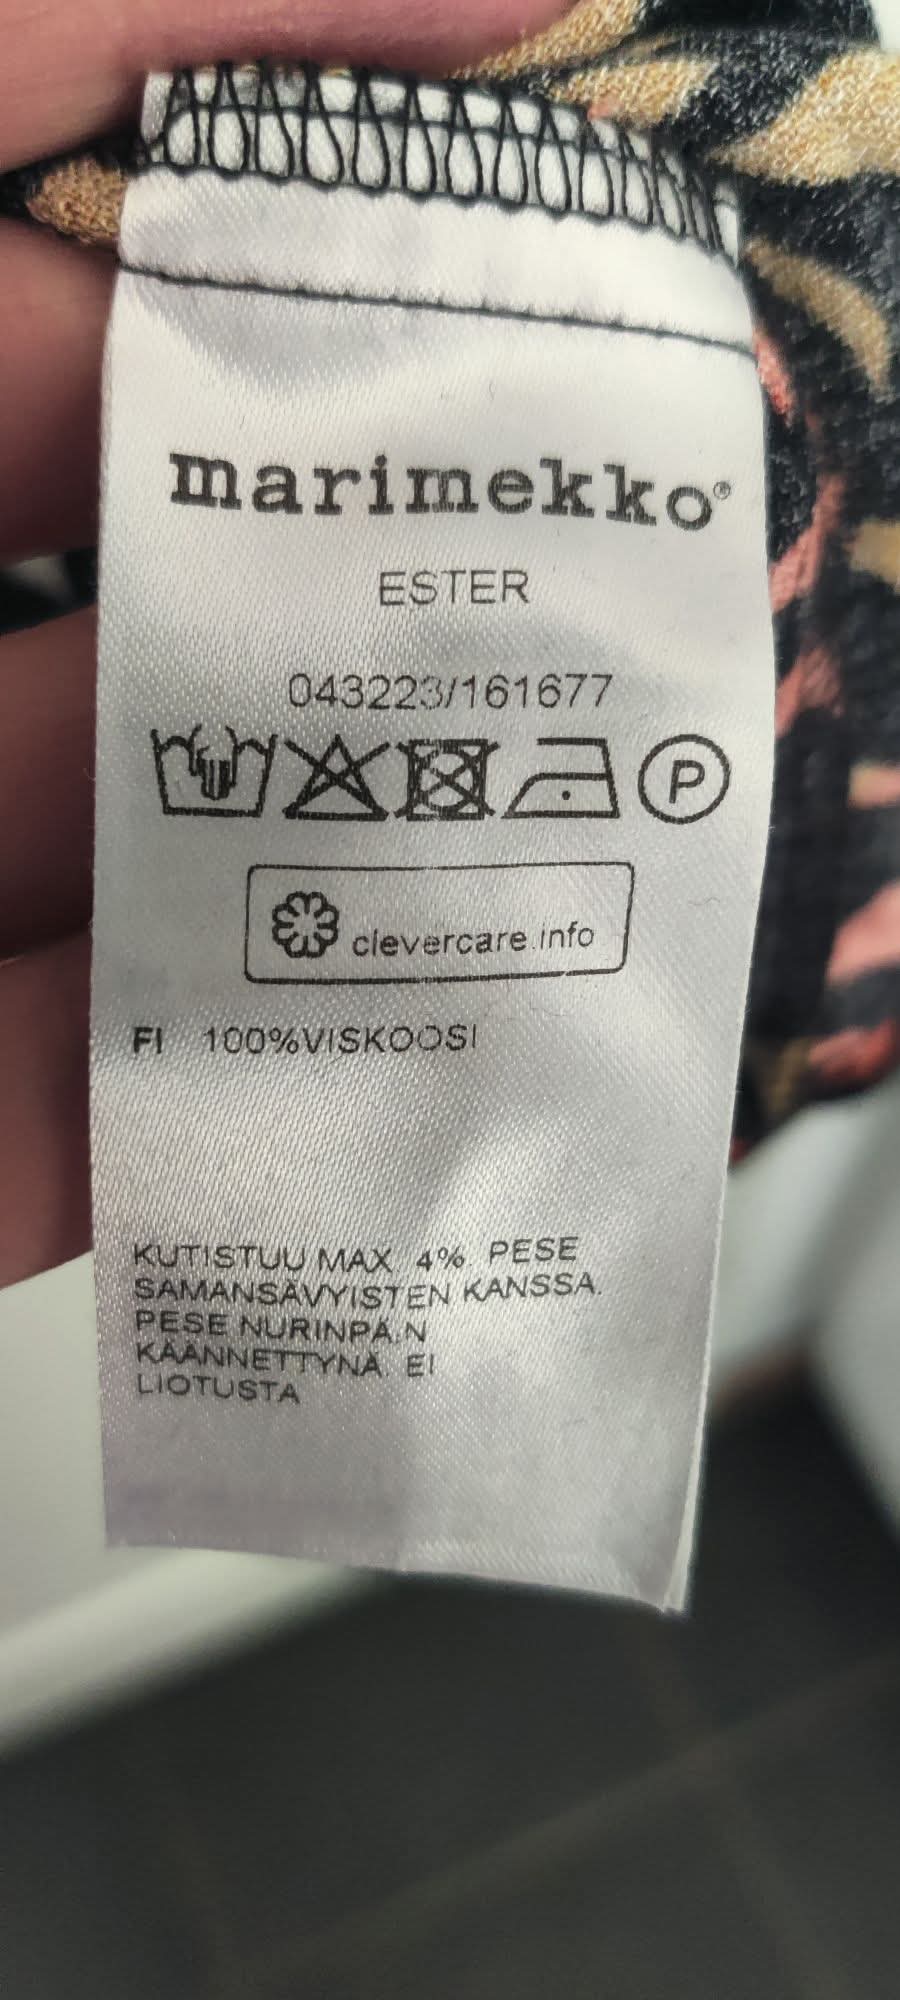 marimekko®
ESTER
043223/161677
P
clevercare.info
FI 100%VISKOOSI
KUTISTUU MAX. 4%. PESE
SAMANSÄVYISTEN KANSSA.
PESE NURINPÄIN
KÄÄNNETTYNÄ. EI
LIOTUSTA